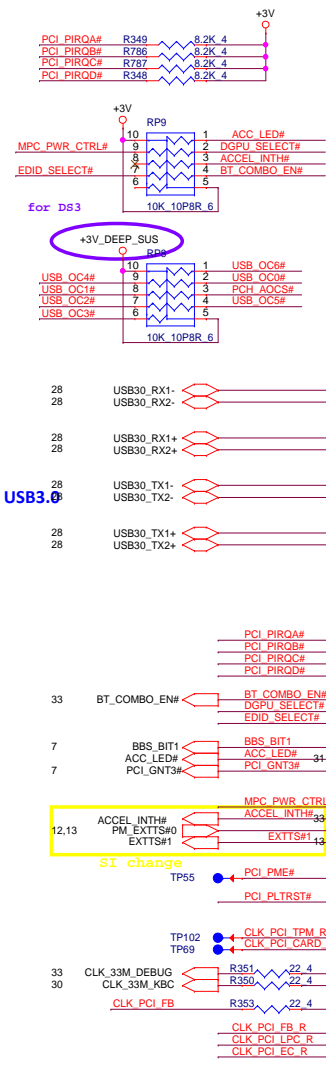 +3V
PCI_PIRQA# R349 8.2K_4
PCI_PIRQB# R786 8.2K_4
PCI_PIRQC# R787 8.2K_4
PCI_PIRQD# R348 8.2K_4
+3V
RP9
10 1 ACC_LED#
MPC_PWR_CTRL# 9 2 DGPU_SELECT#
8 3 ACCEL_INTH#
EDID_SELECT# 7 4 BT_COMBO_EN#
6 5
10K_10P8R_6
for DS3
+3V_DEEP_SUS
RP8
10 1 USB_OC6#
USB_OC4# 9 2 USB_OC0#
USB_OC1# 8 3 PCH_AOCS#
USB_OC2# 7 4 USB_OC5#
USB_OC3# 6 5
10K_10P8R_6
28 USB30_RX1-
28 USB30_RX2-
28 USB30_RX1+
28 USB30_RX2+
28 USB30_TX1-
USB3.0 28 USB30_TX2-
28 USB30_TX1+
28 USB30_TX2+
PCI_PIRQA#
PCI_PIRQB#
PCI_PIRQC#
PCI_PIRQD#
33 BT_COMBO_EN# BT_COMBO_EN#
DGPU_SELECT#
EDID_SELECT#
7 BBS_BIT1 BBS_BIT1
ACC_LED# ACC_LED# 31
7 PCI_GNT3# PCI_GNT3#
MPC_PWR_CTRL
ACCEL_INTH# ACCEL_INTH# 33
12,13 PM_EXTTS#0
EXTTS#1 EXTTS#1 13
SI change
TP55 PCI_PME#
PCI_PLTRST#
TP102 CLK_PCI_TPM_R
TP69 CLK_PCI_CARD_
33 CLK_33M_DEBUG R351 22_4
30 CLK_33M_KBC R350 22_4
CLK_PCI_FB R353 22_4
CLK_PCI_FB_R
CLK_PCI_LPC_R
CLK_PCI_EC_R